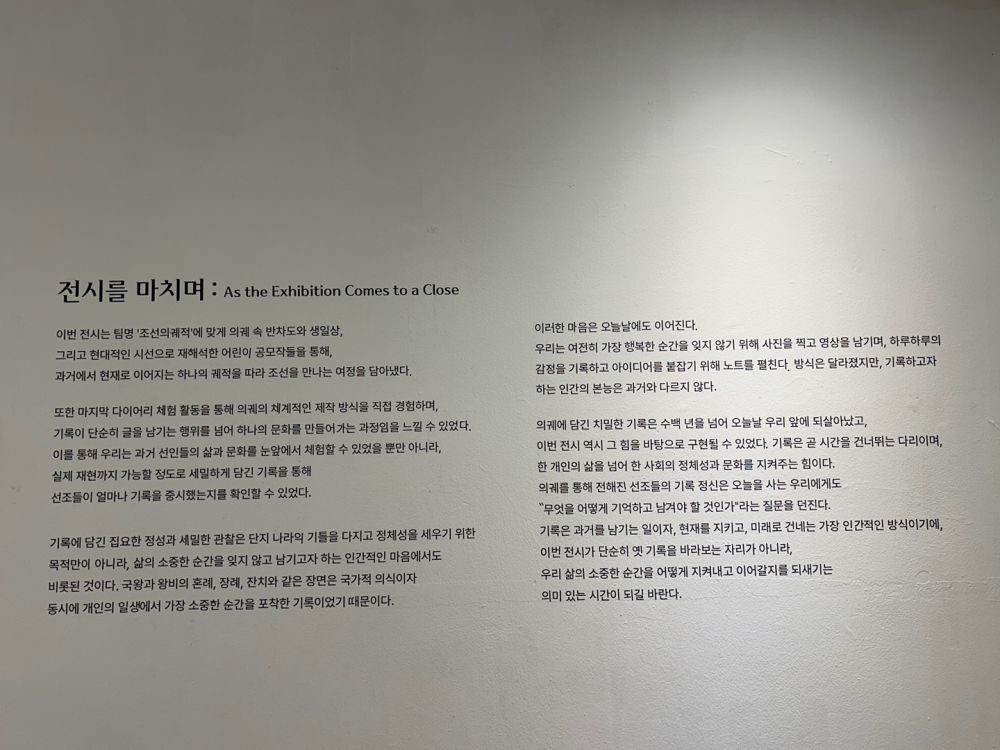 전시를 마치며 : As the Exhibition Comes to a Close
이번 전시는 팀명 '조선의궤적'에 맞게 의궤 속 반차도와 생일상,
그리고 현대적인 시선으로 재해석한 어린이 공모작들을 통해,
과거에서 현재로 이어지는 하나의 궤적을 따라 조선을 만나는 여정을 담아냈다.
또한 마지막 다이어리 체험 활동을 통해 의궤의 체계적인 제작 방식을 직접 경험하며,
기록이 단순히 글을 남기는 행위를 넘어 하나의 문화를 만들어가는 과정임을 느낄 수 있었다.
이를 통해 우리는 과거 선인들의 삶과 문화를 눈앞에서 체험할 수 있었을 뿐만 아니라,
실제 재현까지 가능할 정도로 세밀하게 담긴 기록을 통해
선조들이 얼마나 기록을 중시했는지를 확인할 수 있었다.
기록에 담긴 집요한 정성과 세밀한 관찰은 단지 나라의 기틀을 다지고 정체성을 세우기 위한
목적만이 아니라, 삶의 소중한 순간을 잊지 않고 남기고자 하는 인간적인 마음에서도
비롯된 것이다. 국왕과 왕비의 혼례, 장례, 잔치와 같은 장면은 국가적 의식이자
동시에 개인의 일생에서 가장 소중한 순간을 포착한 기록이었기 때문이다.
이러한 마음은 오늘날에도 이어진다.
우리는 여전히 가장 행복한 순간을 잊지 않기 위해 사진을 찍고 영상을 남기며, 하루하루의
감정을 기록하고 아이디어를 붙잡기 위해 노트를 펼친다. 방식은 달라졌지만, 기록하고자
하는 인간의 본능은 과거와 다르지 않다.
의궤에 담긴 치밀한 기록은 수백 년을 넘어 오늘날 우리 앞에 되살아났고,
이번 전시 역시 그 힘을 바탕으로 구현될 수 있었다. 기록은 곧 시간을 건너뛰는 다리이며,
한 개인의 삶을 넘어 한 사회의 정체성과 문화를 지켜주는 힘이다.
의궤를 통해 전해진 선조들의 기록 정신은 오늘을 사는 우리에게도
“무엇을 어떻게 기억하고 남겨야 할 것인가"라는 질문을 던진다.
기록은 과거를 남기는 일이자, 현재를 지키고, 미래로 건네는 가장 인간적인 방식이기에,
이번 전시가 단순히 옛 기록을 바라보는 자리가 아니라,
우리 삶의 소중한 순간을 어떻게 지켜내고 이어갈지를 되새기는
의미 있는 시간이 되길 바란다.